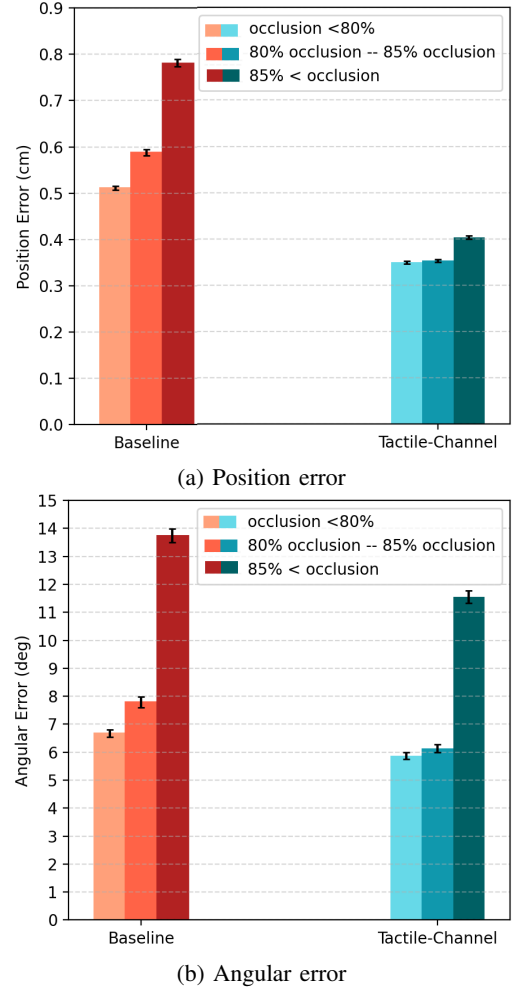 0.9
0.8
0.7
0.6
0.5
0.4
0.3
0.2
0.1
0.0
Position Error (cm)
occlusion <80%
80% occlusion -- 85% occlusion
85% < occlusion
Baseline
Tactile-Channel
(a) Position error
15
14
13
12
11
10
9
8
7
6
5
4
3
2
1
0
Angular Error (deg)
occlusion <80%
80% occlusion -- 85% occlusion
85% < occlusion
Baseline
Tactile-Channel
(b) Angular error